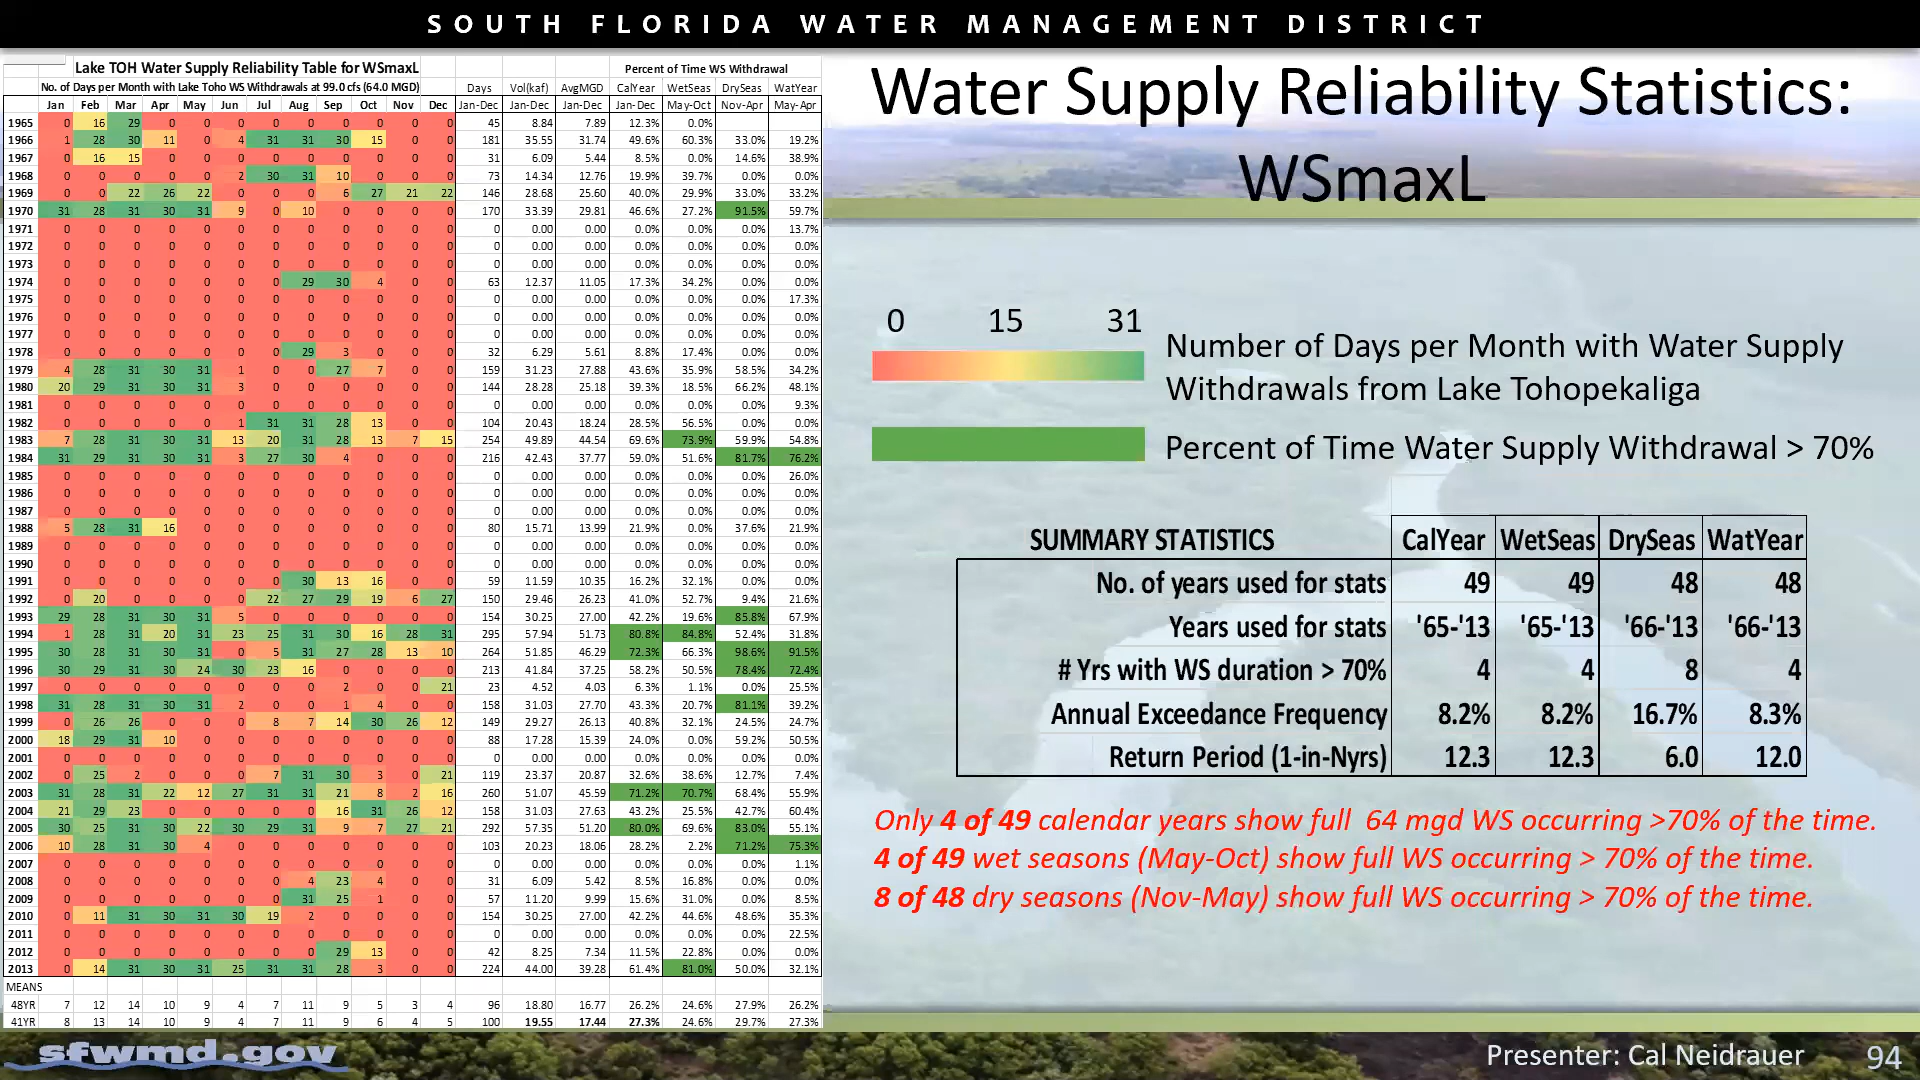 SOUTH FLORIDA WATER MANAGEMENT DISTRICT
Lake TOH Water Supply Reliability Table for WSmaxL Percent of Time WS Withdrawal
No. of Days per Month with Lake Toho WS Withdrawals at 99.0 cfs (64.0 MGD) Days Vol(kaf) AvgMGD CalYear WetSeas DrySeas WatYear
Jan Feb Mar Apr May Jun Jul Aug Sep Oct Nov Dec Jan-Dec Jan-Dec Jan-Dec Jan-Dec May-Oct Nov-Apr May-Apr
1965 0 16 29 0 0 0 0 0 0 0 0 0 45 8.84 7.89 12.3% 0.0%
1966 1 28 30 11 0 4 31 31 30 15 0 0 181 35.55 31.74 49.6% 60.3% 33.0% 19.2%
1967 0 16 15 0 0 0 0 0 0 0 0 0 31 6.09 5.44 8.5% 0.0% 14.6% 38.9%
1968 0 0 0 0 0 2 30 31 10 0 0 0 73 14.34 12.76 19.9% 39.7% 0.0% 0.0%
1969 0 0 22 26 22 0 0 0 6 27 21 22 146 28.68 25.60 40.0% 29.9% 33.0% 33.2%
1970 31 28 31 30 31 9 0 10 0 0 0 0 170 33.39 29.81 46.6% 27.2% 91.5% 59.7%
1971 0 0 0 0 0 0 0 0 0 0 0 0 0 0.00 0.00 0.0% 0.0% 0.0% 13.7%
1972 0 0 0 0 0 0 0 0 0 0 0 0 0 0.00 0.00 0.0% 0.0% 0.0% 0.0%
1973 0 0 0 0 0 0 0 0 0 0 0 0 0 0.00 0.00 0.0% 0.0% 0.0% 0.0%
1974 0 0 0 0 0 0 0 29 30 4 0 0 63 12.37 11.05 17.3% 34.2% 0.0% 0.0%
1975 0 0 0 0 0 0 0 0 0 0 0 0 0 0.00 0.00 0.0% 0.0% 0.0% 17.3%
1976 0 0 0 0 0 0 0 0 0 0 0 0 0 0.00 0.00 0.0% 0.0% 0.0% 0.0%
1977 0 0 0 0 0 0 0 0 0 0 0 0 0 0.00 0.00 0.0% 0.0% 0.0% 0.0%
1978 0 0 0 0 0 0 0 29 3 0 0 0 32 6.29 5.61 8.8% 17.4% 0.0% 0.0%
1979 4 28 31 30 31 1 0 0 27 7 0 0 159 31.23 27.88 43.6% 35.9% 58.5% 34.2%
1980 20 29 31 30 31 3 0 0 0 0 0 0 144 28.28 25.18 39.3% 18.5% 66.2% 48.1%
1981 0 0 0 0 0 0 0 0 0 0 0 0 0 0.00 0.00 0.0% 0.0% 0.0% 9.3%
1982 0 0 0 0 0 1 31 31 28 13 0 0 104 20.43 18.24 28.5% 56.5% 0.0% 0.0%
1983 7 28 31 30 31 13 20 31 28 13 7 15 254 49.89 44.54 69.6% 73.9% 59.9% 54.8%
1984 31 29 31 30 31 3 27 30 4 0 0 0 216 42.43 37.77 59.0% 51.6% 81.7% 76.2%
1985 0 0 0 0 0 0 0 0 0 0 0 0 0 0.00 0.00 0.0% 0.0% 0.0% 26.0%
1986 0 0 0 0 0 0 0 0 0 0 0 0 0 0.00 0.00 0.0% 0.0% 0.0% 0.0%
1987 0 0 0 0 0 0 0 0 0 0 0 0 0 0.00 0.00 0.0% 0.0% 0.0% 0.0%
1988 5 28 31 16 0 0 0 0 0 0 0 0 80 15.71 13.99 21.9% 0.0% 37.6% 21.9%
1989 0 0 0 0 0 0 0 0 0 0 0 0 0 0.00 0.00 0.0% 0.0% 0.0% 0.0%
1990 0 0 0 0 0 0 0 0 0 0 0 0 0 0.00 0.00 0.0% 0.0% 0.0% 0.0%
1991 0 0 0 0 0 0 0 30 13 16 0 0 59 11.59 10.35 16.2% 32.1% 0.0% 0.0%
1992 0 20 0 0 0 0 22 27 29 19 6 27 150 29.46 26.23 41.0% 52.7% 9.4% 21.6%
1993 29 28 31 30 31 5 0 0 0 0 0 0 154 30.25 27.00 42.2% 19.6% 85.8% 67.9%
1994 1 28 31 20 31 23 25 31 30 16 28 31 295 57.94 51.73 80.8% 84.8% 52.4% 31.8%
1995 30 28 31 30 31 0 5 31 27 28 13 10 264 51.85 46.29 72.3% 66.3% 98.6% 91.5%
1996 30 29 31 30 24 30 23 16 0 0 0 0 213 41.84 37.25 58.2% 50.5% 78.4% 72.4%
1997 0 0 0 0 0 0 0 0 2 0 0 21 23 4.52 4.03 6.3% 1.1% 0.0% 25.5%
1998 31 28 31 30 31 2 0 0 1 4 0 0 158 31.03 27.70 43.3% 20.7% 81.1% 39.2%
1999 0 26 26 0 0 0 8 7 14 30 26 12 149 29.27 26.13 40.8% 32.1% 24.5% 24.7%
2000 18 29 31 10 0 0 0 0 0 0 0 0 88 17.28 15.39 24.0% 0.0% 59.2% 50.5%
2001 0 0 0 0 0 0 0 0 0 0 0 0 0 0.00 0.00 0.0% 0.0% 0.0% 0.0%
2002 0 25 2 0 0 0 7 31 30 3 0 21 119 23.37 20.87 32.6% 38.6% 12.7% 7.4%
2003 31 28 31 22 12 27 31 31 21 8 2 16 260 51.07 45.59 71.2% 70.7% 68.4% 55.9%
2004 21 29 23 0 0 0 0 0 16 31 26 12 158 31.03 27.63 43.2% 25.5% 42.7% 60.4%
2005 30 25 31 30 22 30 29 31 9 7 27 21 292 57.35 51.20 80.0% 69.6% 83.0% 55.1%
2006 10 28 31 30 4 0 0 0 0 0 0 0 103 20.23 18.06 28.2% 2.2% 71.2% 75.3%
2007 0 0 0 0 0 0 0 0 0 0 0 0 0 0.00 0.00 0.0% 0.0% 0.0% 1.1%
2008 0 0 0 0 0 0 0 4 23 4 0 0 31 6.09 5.42 8.5% 16.8% 0.0% 0.0%
2009 0 0 0 0 0 0 0 31 25 1 0 0 57 11.20 9.99 15.6% 31.0% 0.0% 8.5%
2010 0 11 31 30 31 30 19 2 0 0 0 0 154 30.25 27.00 42.2% 44.6% 48.6% 35.3%
2011 0 0 0 0 0 0 0 0 0 0 0 0 0 0.00 0.00 0.0% 0.0% 0.0% 22.5%
2012 0 0 0 0 0 0 0 0 29 13 0 0 42 8.25 7.34 11.5% 22.8% 0.0% 0.0%
2013 0 14 31 30 31 25 31 31 28 3 0 0 224 44.00 39.28 61.4% 81.0% 50.0% 32.1%
MEANS
48YR 7 12 14 10 9 4 7 11 9 5 3 4 96 18.80 16.77 26.2% 24.6% 27.9% 26.2%
41YR 8 13 14 10 9 4 7 11 9 6 4 5 100 19.55 17.44 27.3% 24.6% 29.7% 27.3%
Water Supply Reliability Statistics:
WSmaxL
0 15 31
Number of Days per Month with Water Supply
Withdrawals from Lake Tohopekaliga
Percent of Time Water Supply Withdrawal > 70%
SUMMARY STATISTICS CalYear WetSeas DrySeas WatYear
No. of years used for stats 49 49 48 48
Years used for stats '65-'13 '65-'13 '66-'13 '66-'13
# Yrs with WS duration > 70% 4 4 8 4
Annual Exceedance Frequency 8.2% 8.2% 16.7% 8.3%
Return Period (1-in-Nyrs) 12.3 12.3 6.0 12.0
Only 4 of 49 calendar years show full 64 mgd WS occurring >70% of the time.
4 of 49 wet seasons (May-Oct) show full WS occurring > 70% of the time.
8 of 48 dry seasons (Nov-May) show full WS occurring > 70% of the time.
sfwmd.gov
Presenter: Cal Neidrauer 94